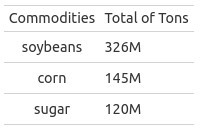 Commodities Total of Tons
soybeans 326M
corn 145M
sugar 120M